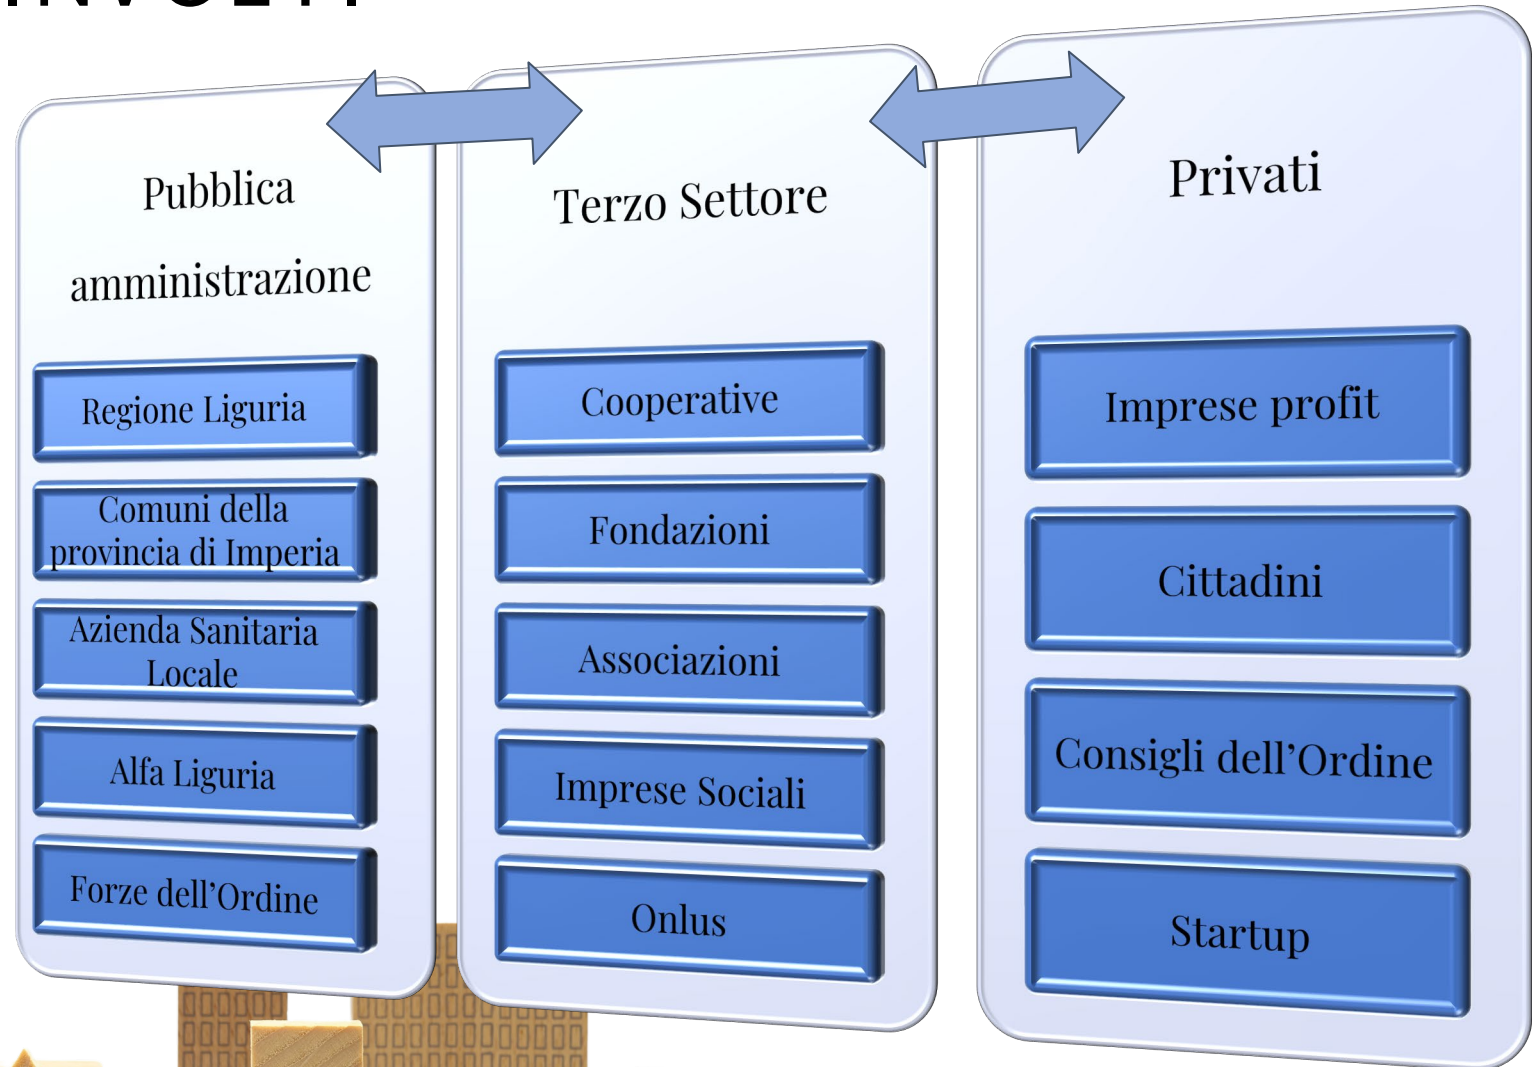 Pubblica
amministrazione
Regione Liguria
Comuni della
provincia di Imperia
Azienda Sanitaria
Locale
Alfa Liguria
Forze dell'Ordine
Terzo Settore
Cooperative
Fondazioni
Associazioni
Imprese Sociali
Onlus
Privati
Imprese profit
Cittadini
Consigli dell'Ordine
Startup